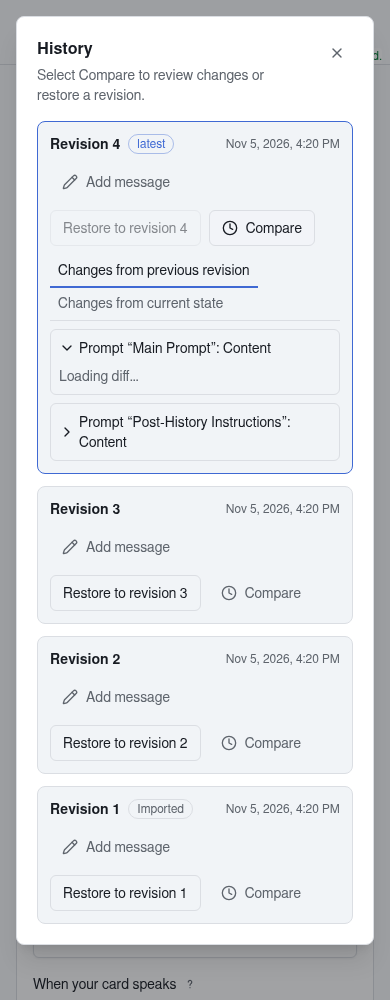 History
d.
Select Compare to review changes or
restore a revision.
Revision 4 latest Nov 5, 2026, 4:20 PM
Add message
Restore to revision 4 Compare
Changes from previous revision
Changes from current state
Prompt “Main Prompt”: Content
Loading diff...
Prompt “Post-History Instructions”:
Content
Revision 3 Nov 5, 2026, 4:20 PM
Add message
Restore to revision 3 Compare
Revision 2 Nov 5, 2026, 4:20 PM
Add message
Restore to revision 2 Compare
Revision 1 Imported Nov 5, 2026, 4:20 PM
Add message
Restore to revision 1 Compare
When your card speaks ?